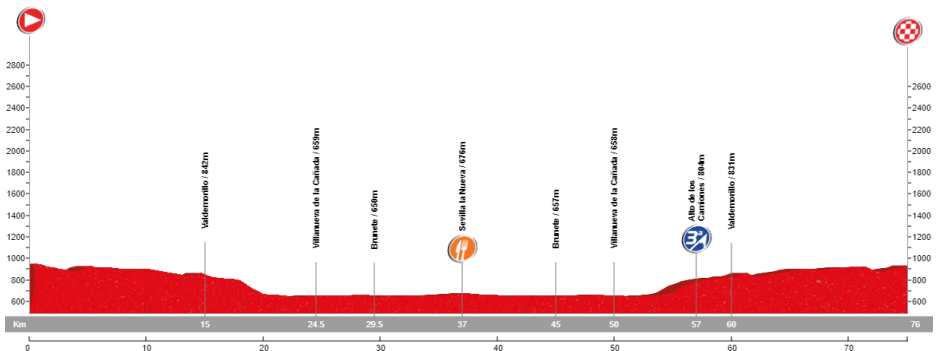 2800
2600
2400
2200
2000
1800
1600
1400
1200
1000
800
600
2600
2400
2200
2000
1800
1600
1400
1200
1000
800
600
Valdemorillo / 842m
Villanueva de la Cañada / 659m
Brunete / 650m
Sevilla la Nueva / 676m
Brunete / 657m
Villanueva de la Cañada / 658m
Alto de los
Camiones / 804m
Valdemorillo / 831m
3ª
Km 15 24.5 29.5 37 45 50 57 60 76
0 10 20 30 40 50 60 70